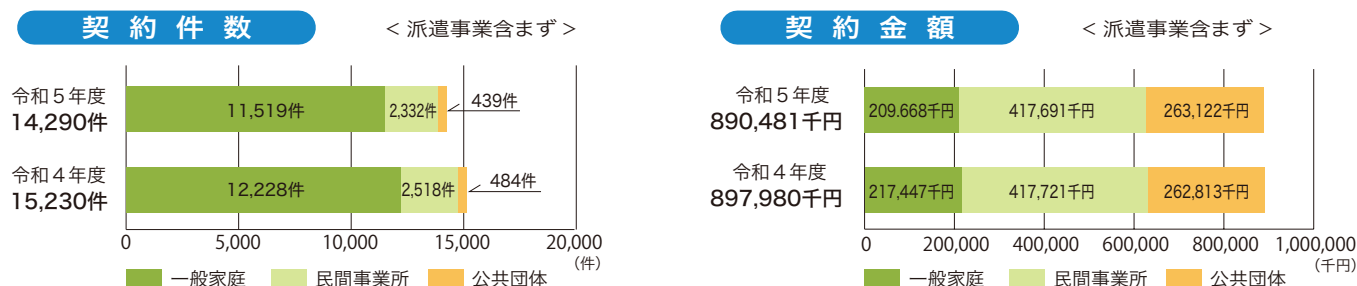 契約件数
<派遣事業含まず>
令和5年度
14,290件
11,519件
2,332件
439件
令和4年度
15,230件
12,228件
2,518件
484件
0
5,000
10,000
15,000
20,000
(件)
一般家庭
民間事業所
公共団体
契約金額
<派遣事業含まず>
令和5年度
890,481千円
209.668千円
417,691千円
263,122千円
令和4年度
897,980千円
217,447千円
417,721千円
262,813千円
0
200,000
400,000
600,000
800,000
1,000,000
(千円)
一般家庭
民間事業所
公共団体